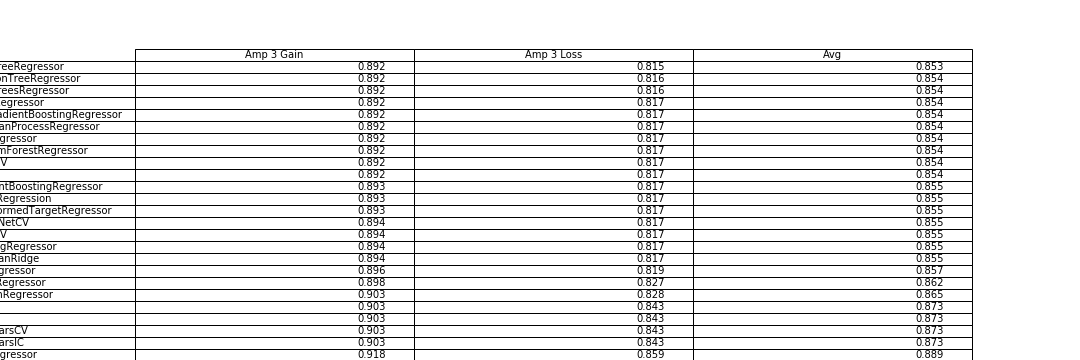 Amp 3 Gain Amp 3 Loss Avg
reeRegressor 0.892 0.815 0.853
onTreeRegressor 0.892 0.816 0.854
reesRegressor 0.892 0.816 0.854
egressor 0.892 0.817 0.854
adientBoostingRegressor 0.892 0.817 0.854
anProcessRegressor 0.892 0.817 0.854
gressor 0.892 0.817 0.854
mForestRegressor 0.892 0.817 0.854
V 0.892 0.817 0.854
0.892 0.817 0.854
ntBoostingRegressor 0.893 0.817 0.855
Regression 0.893 0.817 0.855
ormedTargetRegressor 0.893 0.817 0.855
NetCV 0.894 0.817 0.855
V 0.894 0.817 0.855
gRegressor 0.894 0.817 0.855
anRidge 0.894 0.817 0.855
gressor 0.896 0.819 0.857
Regressor 0.898 0.827 0.862
nRegressor 0.903 0.828 0.865
0.903 0.843 0.873
0.903 0.843 0.873
arsCV 0.903 0.843 0.873
arsIC 0.903 0.843 0.873
gressor 0.918 0.859 0.889